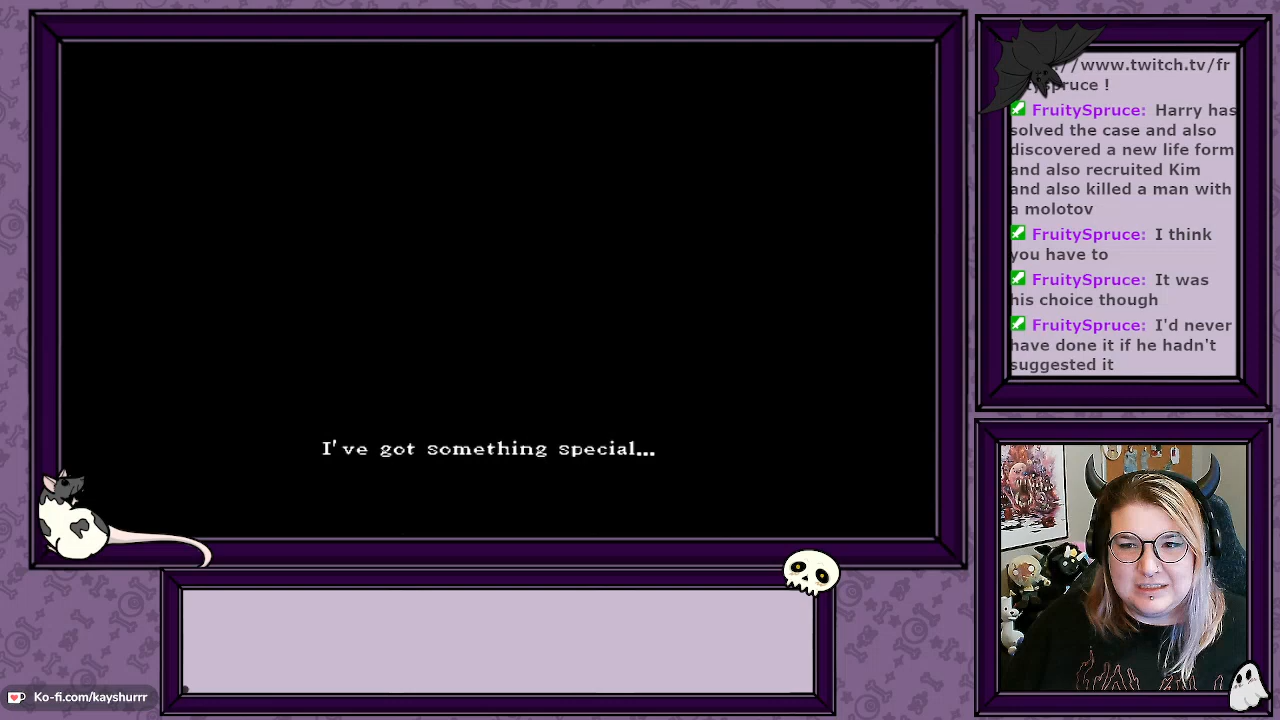 I've got something special...
//www.twitch.tv/fr
spruce !
FruitySpruce: Harry has
solved the case and also
discovered a new life form
and also recruited Kim
and also killed a man with
a molotov
FruitySpruce: I think
you have to
FruitySpruce: It was
his choice though
FruitySpruce: I'd never
have done it if he hadn't
suggested it
Ko-fi.com/kayshurrr